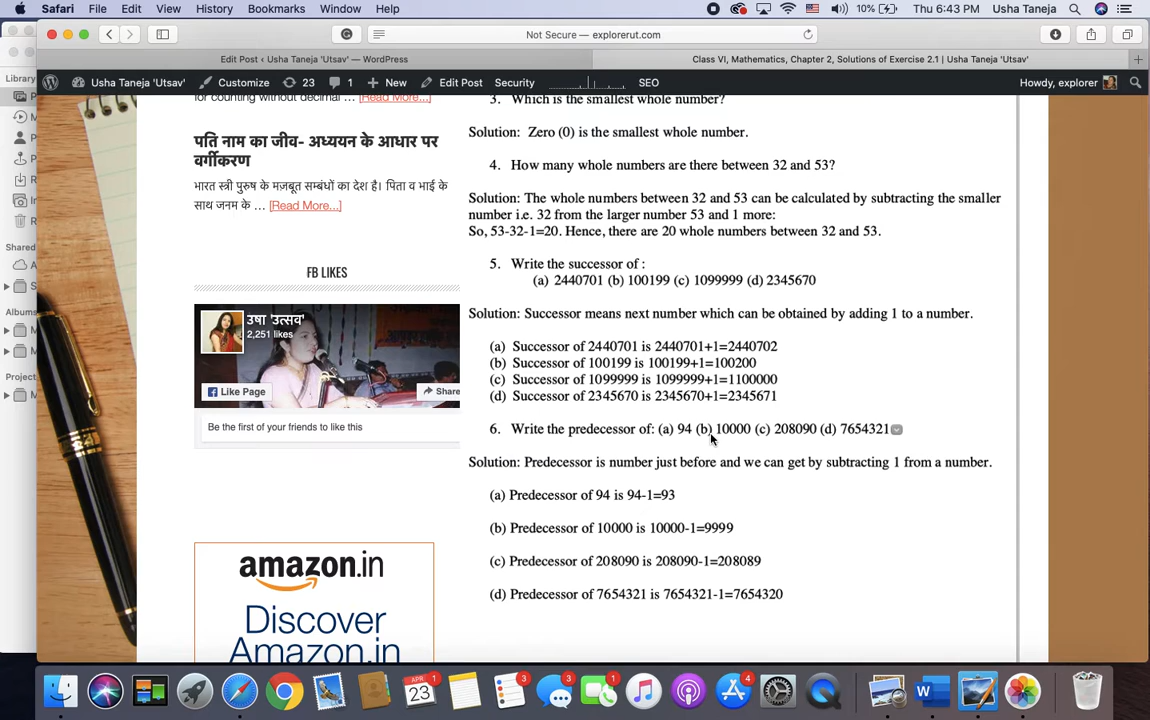 Safari File Edit View History Bookmarks Window Help 10% Thu 6:43 PM Usha Taneja
Not Secure — explorerut.com
Edit Post ‹ Usha Taneja 'Utsav' — WordPress
Class VI, Mathematics, Chapter 2, Solutions of Exercise 2.1 | Usha Taneja 'Utsav'
Usha Taneja 'Utsav' Customize 23 1 New Edit Post Security SEO Howdy, explorer
Library
Shared
Albums
Project
for counting without decimal … [Read More...]
पति नाम का जीव- अध्ययन के आधार पर
वर्गीकरण
भारत स्त्री पुरुष के मज़बूत सम्बंधों का देश है। पिता व भाई के
साथ जनम के … [Read More...]
FB LIKES
उषा 'उत्सव'
2,251 likes
Like Page
Share
Be the first of your friends to like this
amazon.in
Discover
Amazon.in
3. Which is the smallest whole number?
Solution: Zero (0) is the smallest whole number.
4. How many whole numbers are there between 32 and 53?
Solution: The whole numbers between 32 and 53 can be calculated by subtracting the smaller
number i.e. 32 from the larger number 53 and 1 more:
So, 53-32-1=20. Hence, there are 20 whole numbers between 32 and 53.
5. Write the successor of :
(a) 2440701 (b) 100199 (c) 1099999 (d) 2345670
Solution: Successor means next number which can be obtained by adding 1 to a number.
(a) Successor of 2440701 is 2440701+1=2440702
(b) Successor of 100199 is 100199+1=100200
(c) Successor of 1099999 is 1099999+1=1100000
(d) Successor of 2345670 is 2345670+1=2345671
6. Write the predecessor of: (a) 94 (b) 10000 (c) 208090 (d) 7654321
Solution: Predecessor is number just before and we can get by subtracting 1 from a number.
(a) Predecessor of 94 is 94-1=93
(b) Predecessor of 10000 is 10000-1=9999
(c) Predecessor of 208090 is 208090-1=208089
(d) Predecessor of 7654321 is 7654321-1=7654320
APR
23
1
3
3
1
4
W